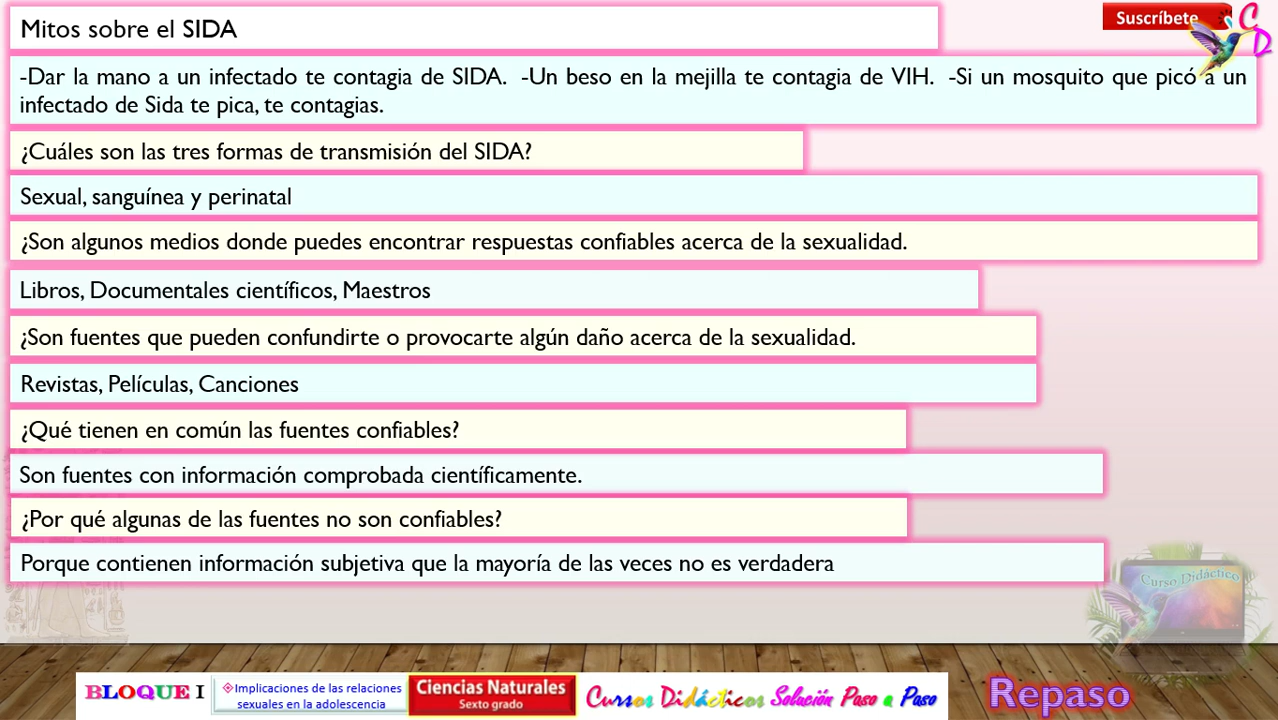 Mitos sobre el SIDA
Suscríbete
CD
-Dar la mano a un infectado te contagia de SIDA. -Un beso en la mejilla te contagia de VIH. -Si un mosquito que picó a un
infectado de Sida te pica, te contagias.
¿Cuáles son las tres formas de transmisión del SIDA?
Sexual, sanguínea y perinatal
¿Son algunos medios donde puedes encontrar respuestas confiables acerca de la sexualidad.
Libros, Documentales científicos, Maestros
¿Son fuentes que pueden confundirte o provocarte algún daño acerca de la sexualidad.
Revistas, Películas, Canciones
¿Qué tienen en común las fuentes confiables?
Son fuentes con información comprobada científicamente.
¿Por qué algunas de las fuentes no son confiables?
Porque contienen información subjetiva que la mayoría de las veces no es verdadera
Curso Didáctico
BLOQUE I
Implicaciones de las relaciones
sexuales en la adolescencia
Ciencias Naturales
Sexto grado
Cursos Didácticos Solución Paso a Paso
Repaso